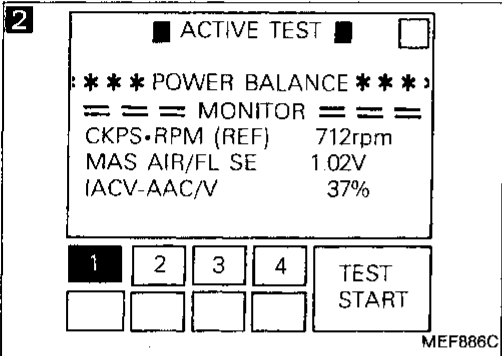 2
■ ACTIVE TEST ■
*** POWER BALANCE ***
= = = MONITOR = = =
CKPS•RPM (REF) 712rpm
MAS AIR/FL SE 1.02V
IACV-AAC/V 37%
1 2 3 4
TEST
START
MEF886C